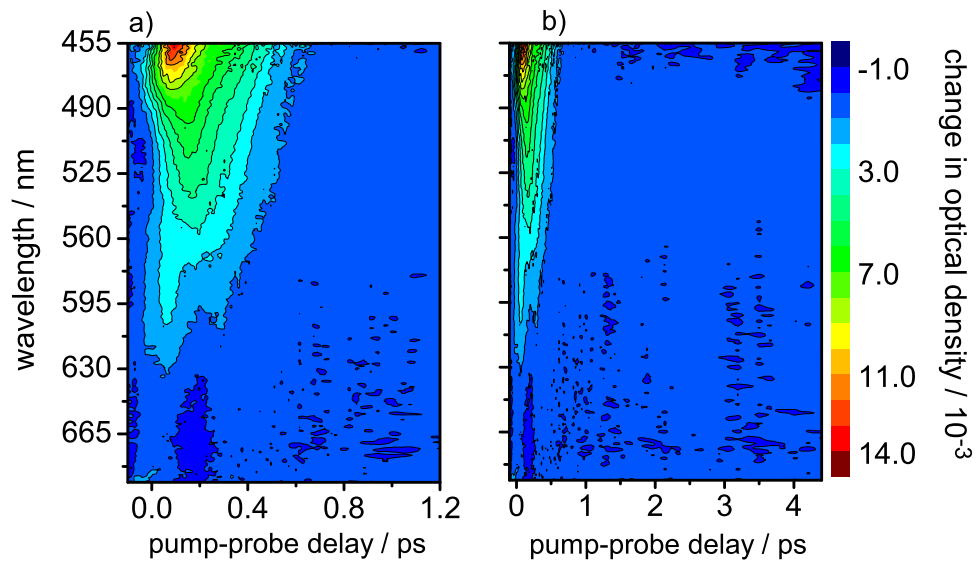 a)
b)
455
490
525
560
595
630
665
wavelength / nm
0.0 0.4 0.8 1.2
pump-probe delay / ps
0 1 2 3 4
pump-probe delay / ps
-1.0
3.0
7.0
11.0
14.0
change in optical density / 10-3